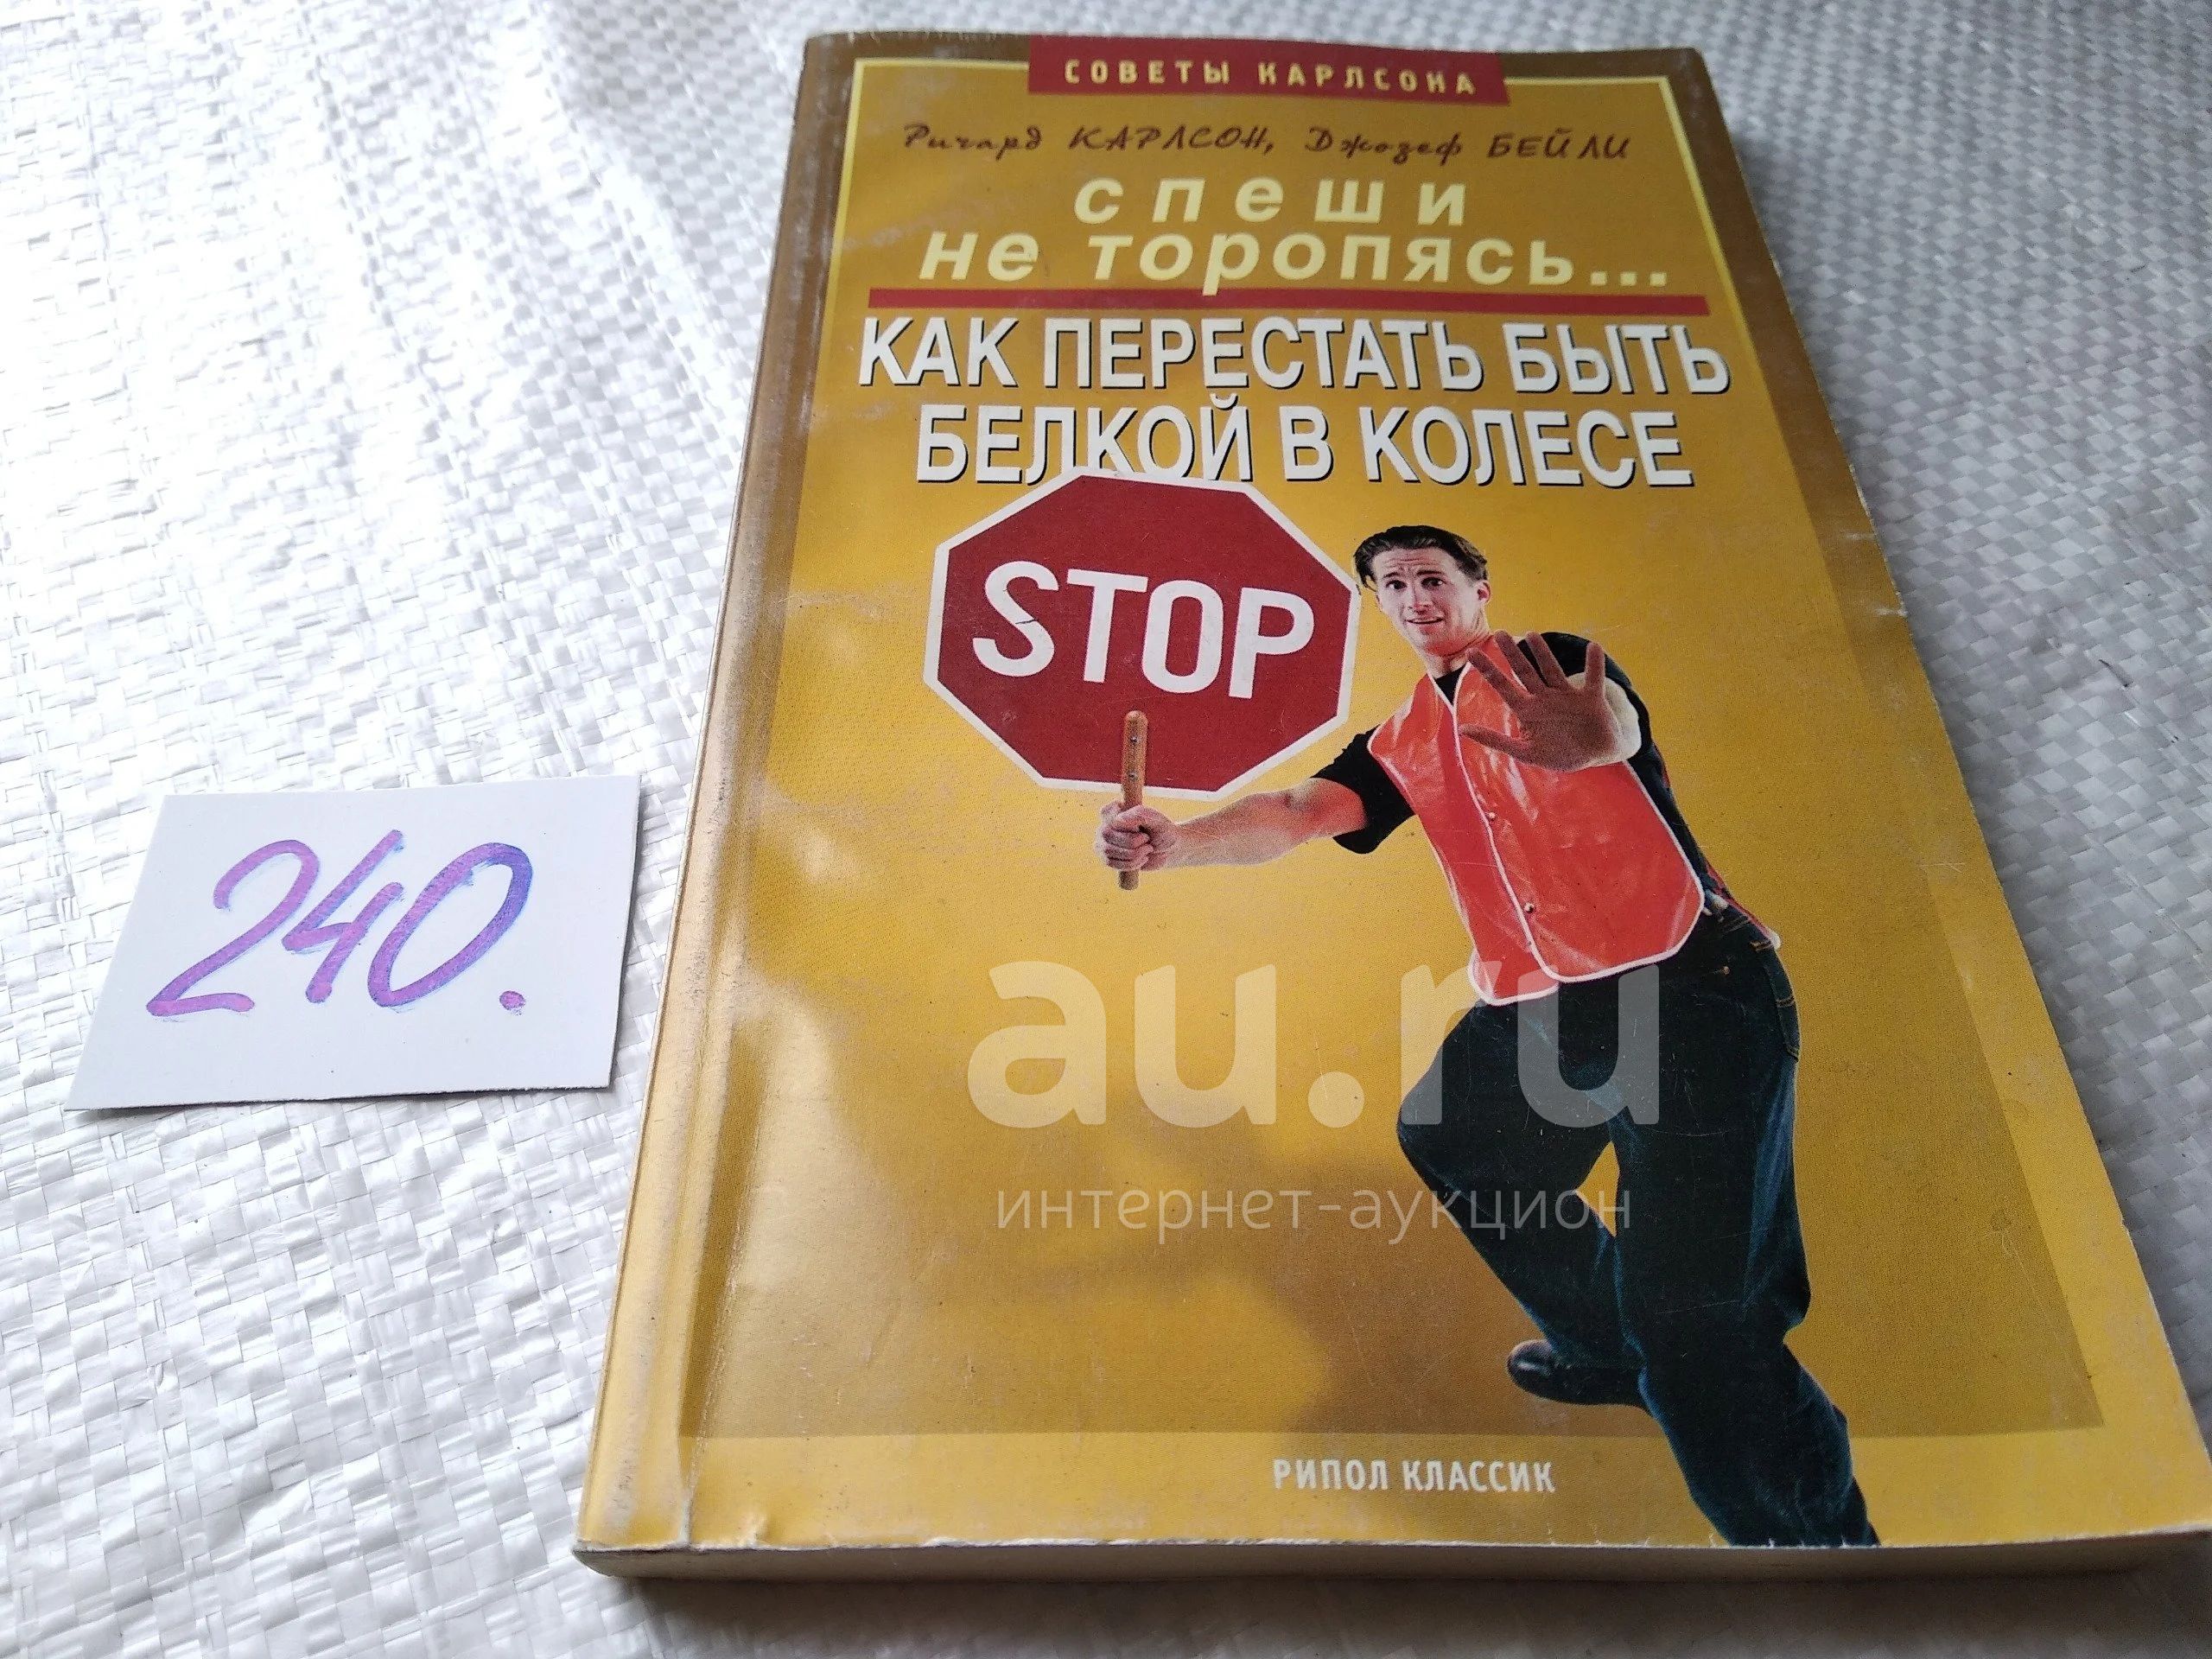 СОВЕТЫ КАРЛСОНА
Ричард КАРЛСОН, Джозеф БЕЙЛИ
спеши
не торопясь...
КАК ПЕРЕСТАТЬ БЫТЬ
БЕЛКОЙ В КОЛЕСЕ
STOP
240.
au.ru
интернет-аукцион
РИПОЛ КЛАССИК